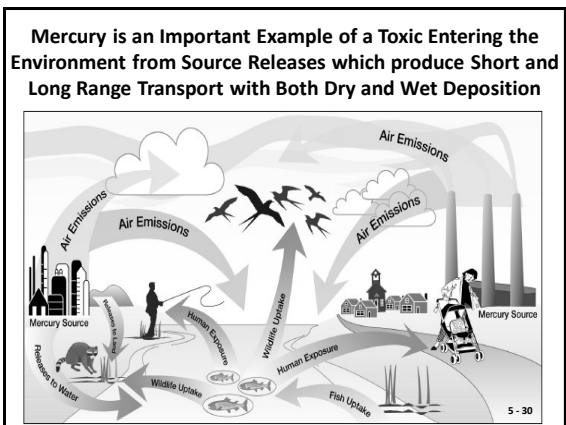 Mercury is an Important Example of a Toxic Entering the
Environment from Source Releases which produce Short and
Long Range Transport with Both Dry and Wet Deposition
Air Emissions
Air Emissions
Air Emissions
Air Emissions
Mercury Source
Mercury Source
Releases to Land
Human Exposure
Wildlife Uptake
Human Exposure
Releases to Water
Wildlife Uptake
Fish Uptake
5 - 30